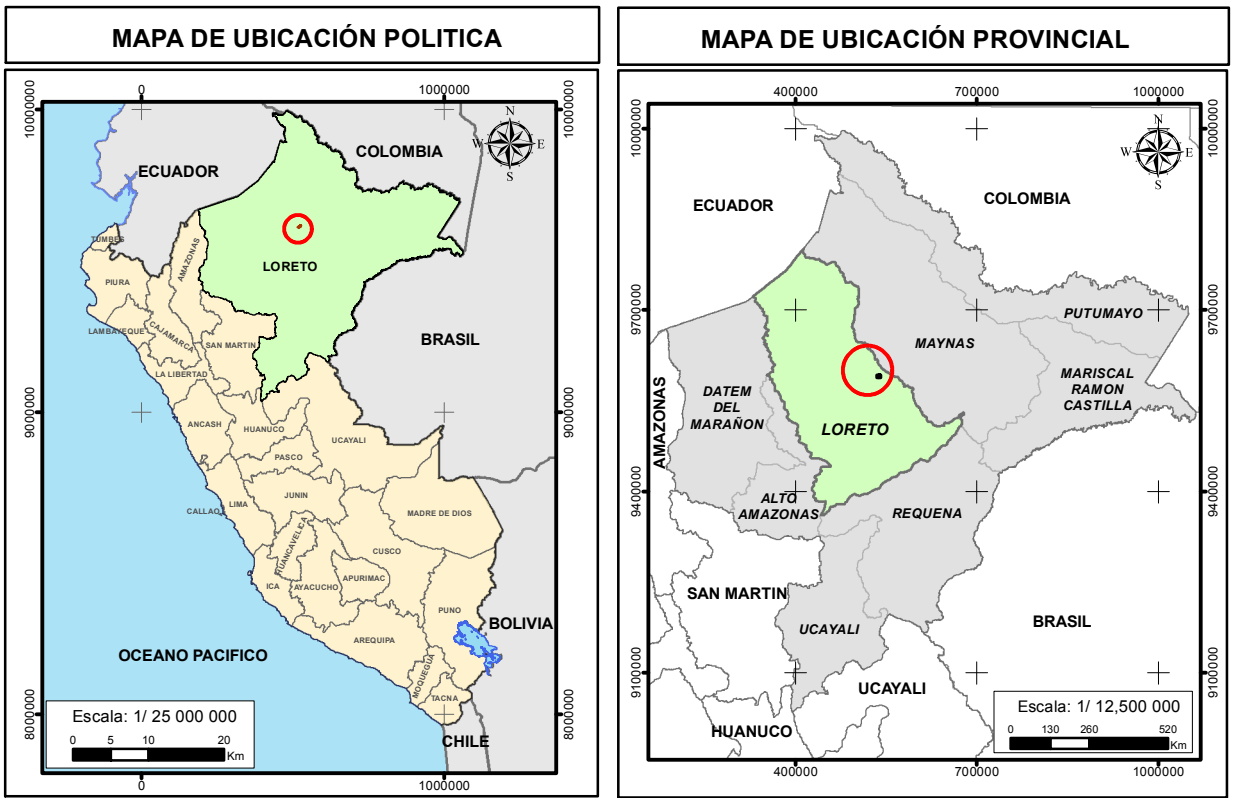 MAPA DE UBICACIÓN POLITICA
0
1000000
10000000
10000000
N
W
E
S
COLOMBIA
ECUADOR
TUMBES
AMAZONAS
LORETO
PIURA
LAMBAYEQUE
CAJAMARCA
SAN MARTIN
BRASIL
LA LIBERTAD
9000000
9000000
ANCASH
HUANUCO
UCAYALI
PASCO
JUNIN
LIMA
CALLAO
MADRE DE DIOS
HUANCAVELICA
CUSCO
ICA
AYACUCHO
APURIMAC
PUNO
BOLIVIA
AREQUIPA
OCEANO PACIFICO
MOQUEGUA
TACNA
8000000
8000000
Escala: 1/ 25 000 000
0
5
10
20
Km
CHILE
0
1000000
MAPA DE UBICACIÓN PROVINCIAL
400000
700000
1000000
10000000
10000000
N
W
E
S
ECUADOR
COLOMBIA
9700000
9700000
PUTUMAYO
MAYNAS
MARISCAL
RAMON
CASTILLA
DATEM
DEL
MARAÑON
AMAZONAS
LORETO
9400000
9400000
ALTO
AMAZONAS
REQUENA
SAN MARTIN
UCAYALI
BRASIL
9100000
9100000
UCAYALI
HUANUCO
Escala: 1/ 12,500 000
0
130
260
520
Km
400000
700000
1000000